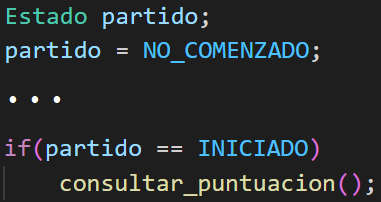 Estado partido;
partido = NO_COMENZADO;
...
if(partido == INICIADO)
    consultar_puntuacion();